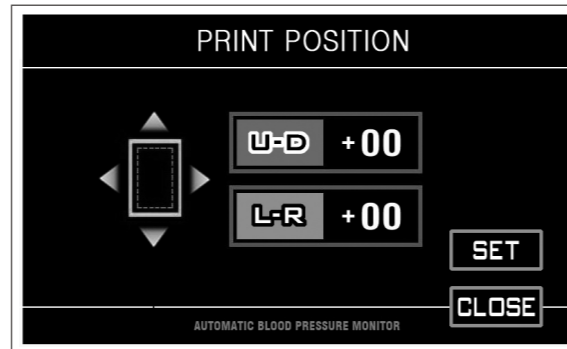 PRINT POSITION
U-D +00
L-R +00
SET
CLOSE
AUTOMATIC BLOOD PRESSURE MONITOR